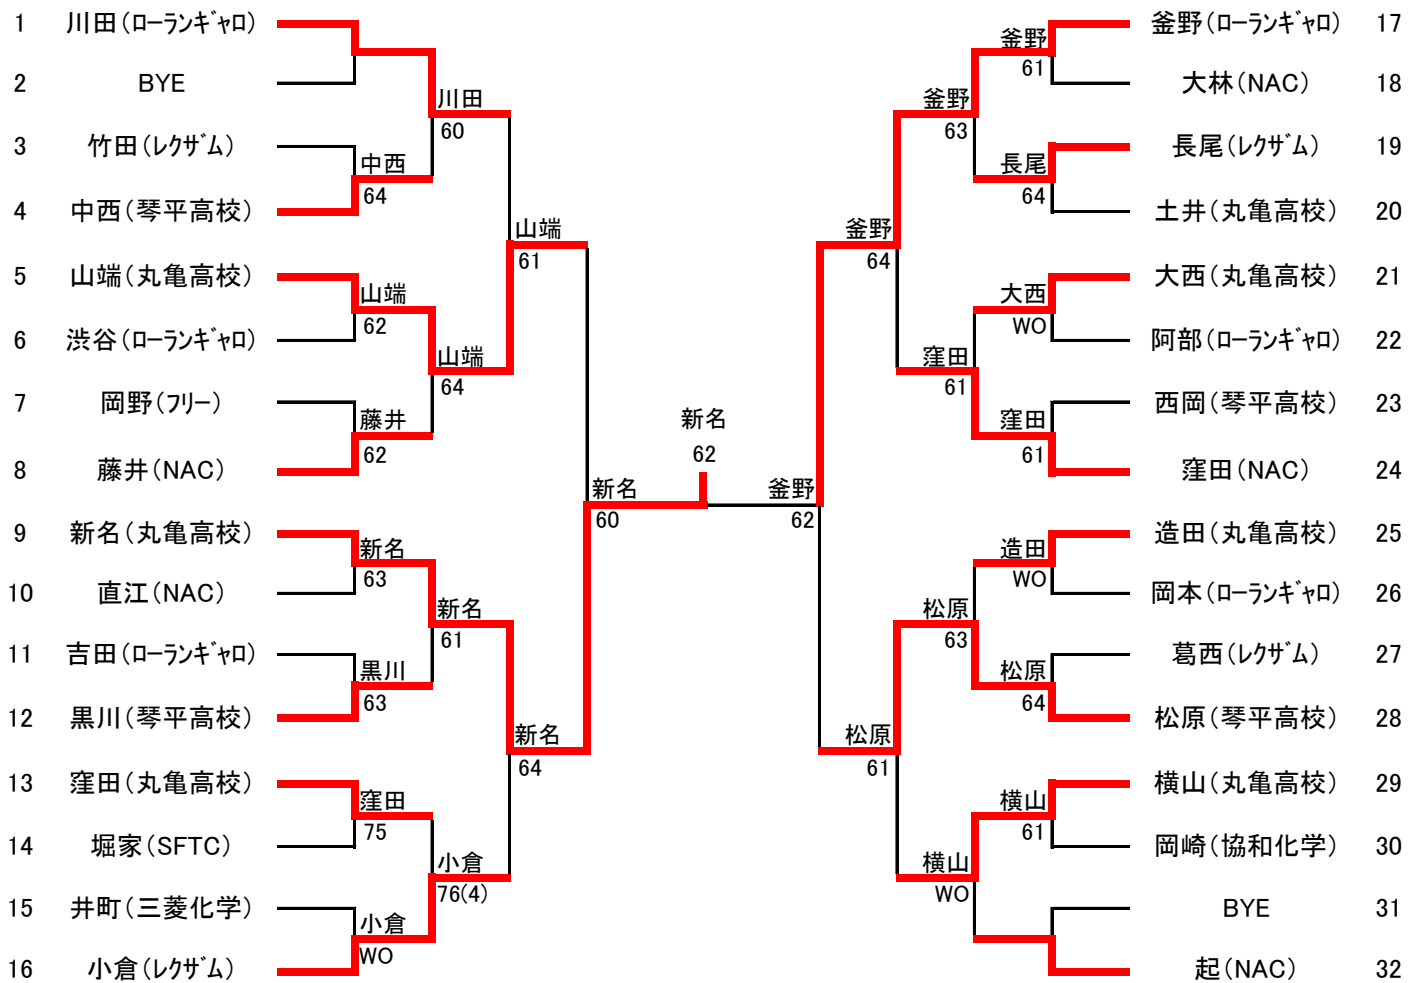 1 川田（ローランギャロ）
2 BYE
3 竹田（レクザム）
4 中西（琴平高校）
5 山端（丸亀高校）
6 渋谷（ローランギャロ）
7 岡野（フリー）
8 藤井（NAC）
9 新名（丸亀高校）
10 直江（NAC）
11 吉田（ローランギャロ）
12 黒川（琴平高校）
13 窪田（丸亀高校）
14 堀家（SFTC）
15 井町（三菱化学）
16 小倉（レクザム）
中西
64
山端
62
藤井
62
新名
63
黒川
63
窪田
75
小倉
WO
川田
60
山端
64
新名
61
小倉
76(4)
山端
61
新名
64
新名
60
新名
62
釜野
62
釜野
64
松原
61
釜野
63
窪田
61
松原
63
横山
WO
釜野
61
長尾
64
大西
WO
窪田
61
造田
WO
松原
64
横山
61
釜野（ローランギャロ） 17
大林（NAC） 18
長尾（レクザム） 19
土井（丸亀高校） 20
大西（丸亀高校） 21
阿部（ローランギャロ） 22
西岡（琴平高校） 23
窪田（NAC） 24
造田（丸亀高校） 25
岡本（ローランギャロ） 26
葛西（レクザム） 27
松原（琴平高校） 28
横山（丸亀高校） 29
岡崎（協和化学） 30
BYE 31
起（NAC） 32